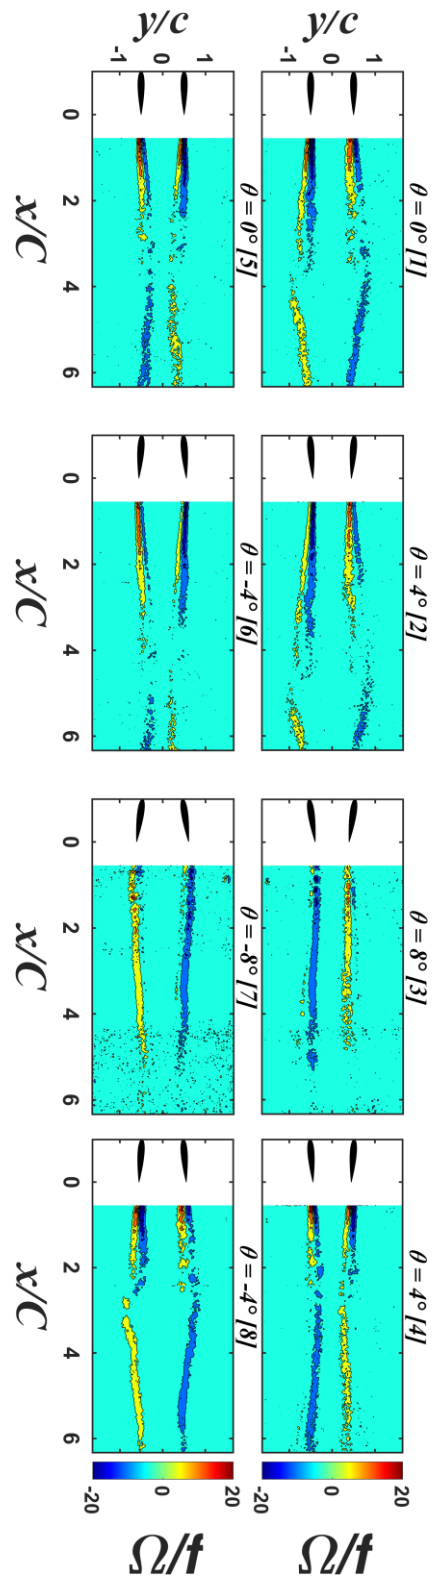 θ = 0° [1]
θ = 4° [2]
θ = 8° [3]
θ = 4° [4]
y/c
1
0
-1
20
-20
Ω/f
θ = 0° [5]
θ = -4° [6]
θ = -8° [7]
θ = -4° [8]
y/c
1
0
-1
20
-20
Ω/f
0 2 4 6
0 2 4 6
0 2 4 6
0 2 4 6
x/C
x/C
x/C
x/C